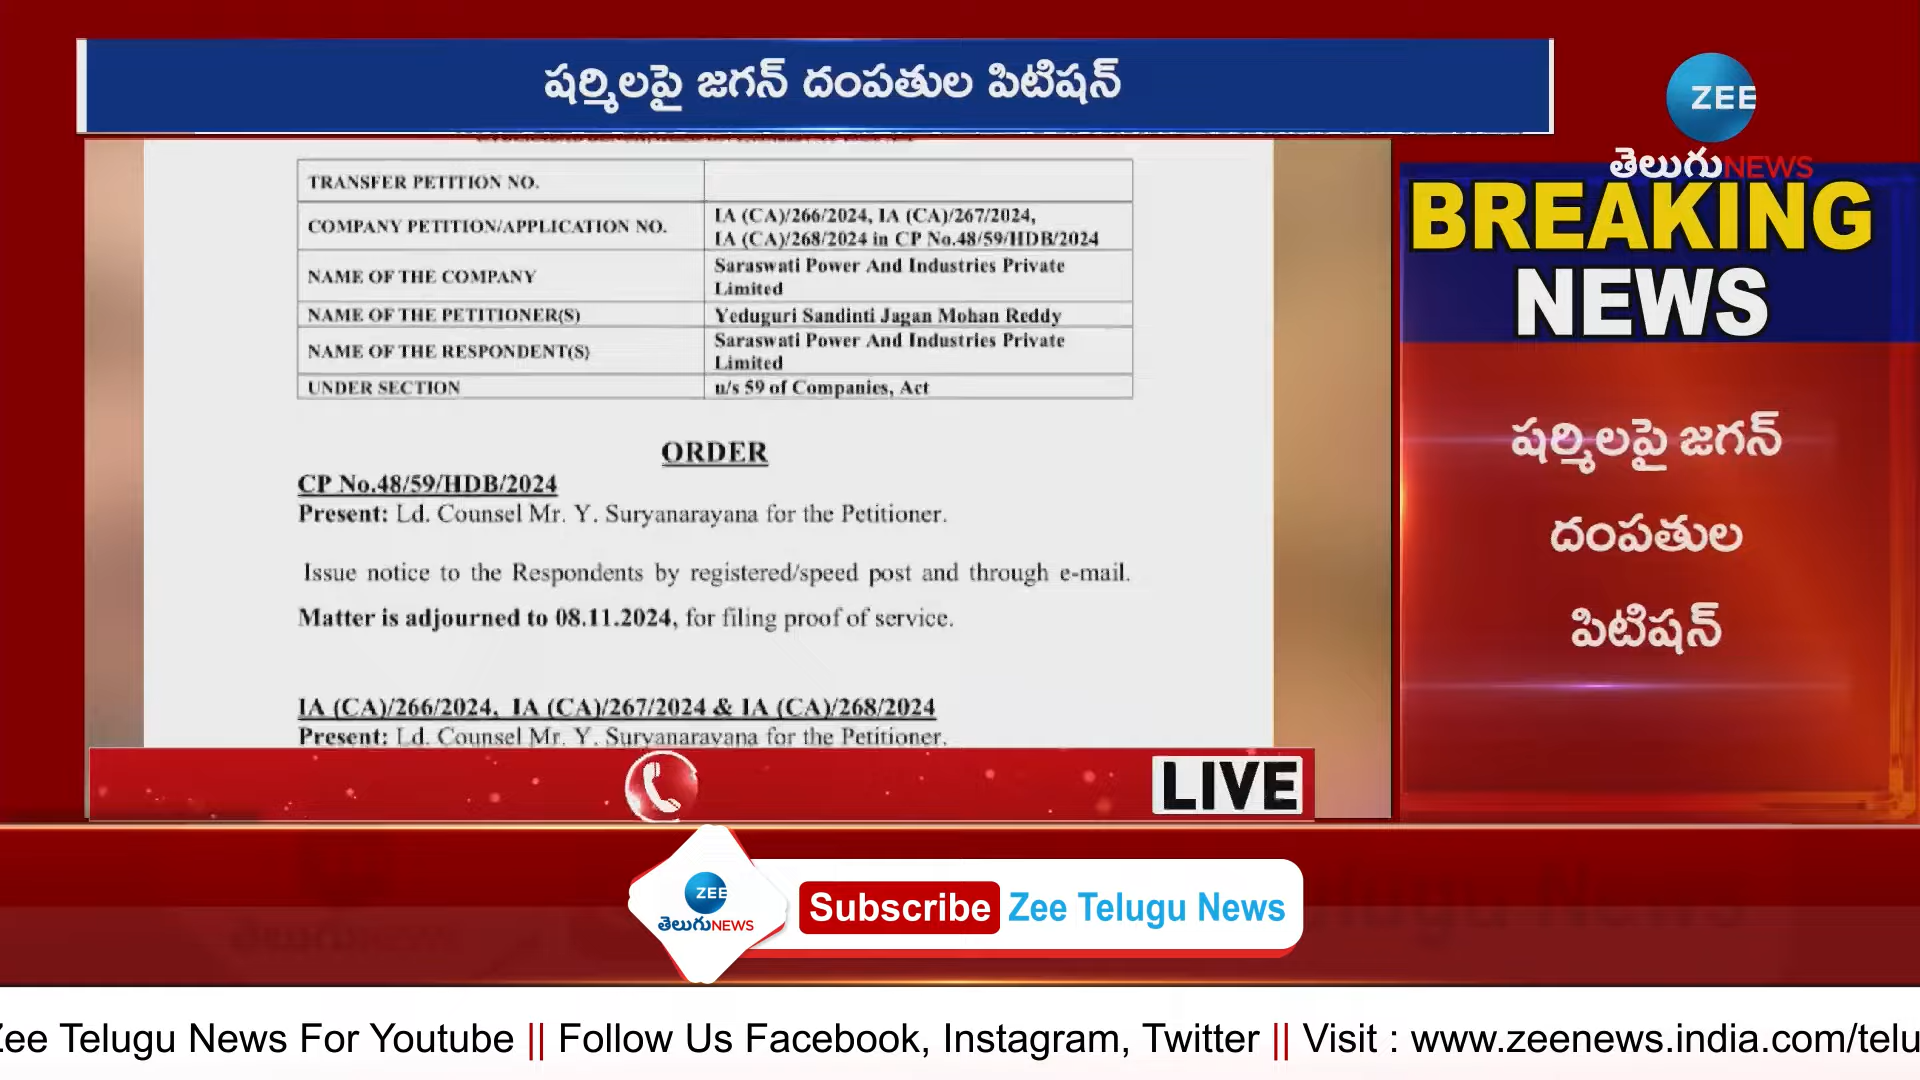 షర్మిలపై జగన్ దంపతుల పిటిషన్
ZEE
తెలుగుNEWS
TRANSFER PETITION NO.
COMPANY PETITION/APPLICATION NO.
IA (CA)/266/2024, IA (CA)/267/2024,
IA (CA)/268/2024 in CP No.48/59/HDB/2024
NAME OF THE COMPANY
Saraswati Power And Industries Private
Limited
NAME OF THE PETITIONER(S)
Yeduguri Sandinti Jagan Mohan Reddy
NAME OF THE RESPONDENT(S)
Saraswati Power And Industries Private
Limited
UNDER SECTION
u/s 59 of Companies, Act
ORDER
CP No.48/59/HDB/2024
Present: Ld. Counsel Mr. Y. Suryanarayana for the Petitioner.
Issue notice to the Respondents by registered/speed post and through e-mail.
Matter is adjourned to 08.11.2024, for filing proof of service.
IA (CA)/266/2024, IA (CA)/267/2024 & IA (CA)/268/2024
Present: Ld. Counsel Mr. Y. Suryanarayana for the Petitioner.
BREAKING
NEWS
షర్మిలపై జగన్
దంపతుల
పిటిషన్
LIVE
ZEE
తెలుగుNEWS
Subscribe Zee Telugu News
Zee Telugu News For Youtube || Follow Us Facebook, Instagram, Twitter || Visit : www.zeenews.india.com/telu